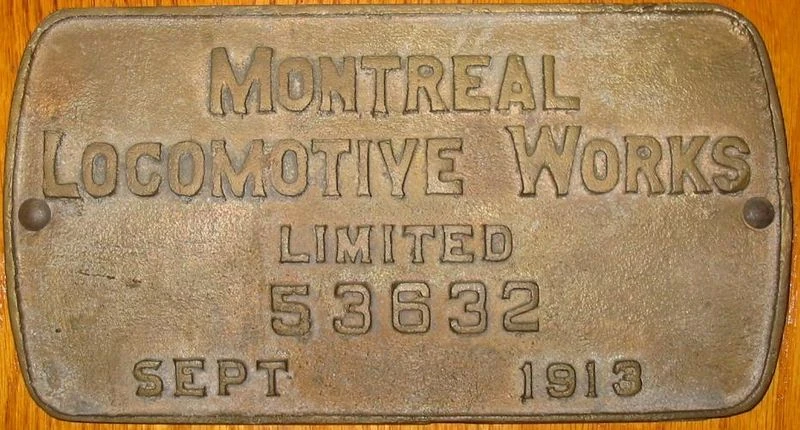 MONTREAL
LOCOMOTIVE WORKS
LIMITED
53632
SEPT 1913